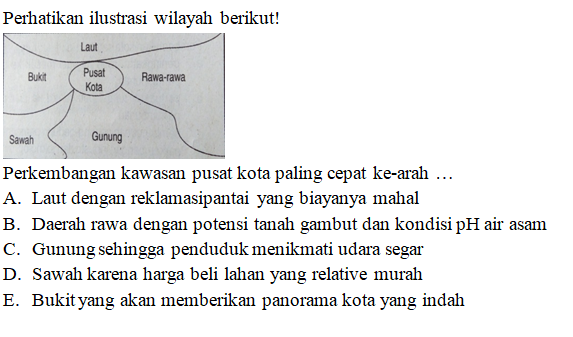 Perhatikan ilustrasi wilayah berikut!
Laut
Bukit
Pusat
Kota
Rawa-rawa
Sawah
Gunung
Perkembangan kawasan pusat kota paling cepat ke-arah …
A. Laut dengan reklamasipantai yang biayanya mahal
B. Daerah rawa dengan potensi tanah gambut dan kondisi pH air asam
C. Gunung sehingga penduduk menikmati udara segar
D. Sawah karena harga beli lahan yang relative murah
E. Bukit yang akan memberikan panorama kota yang indah